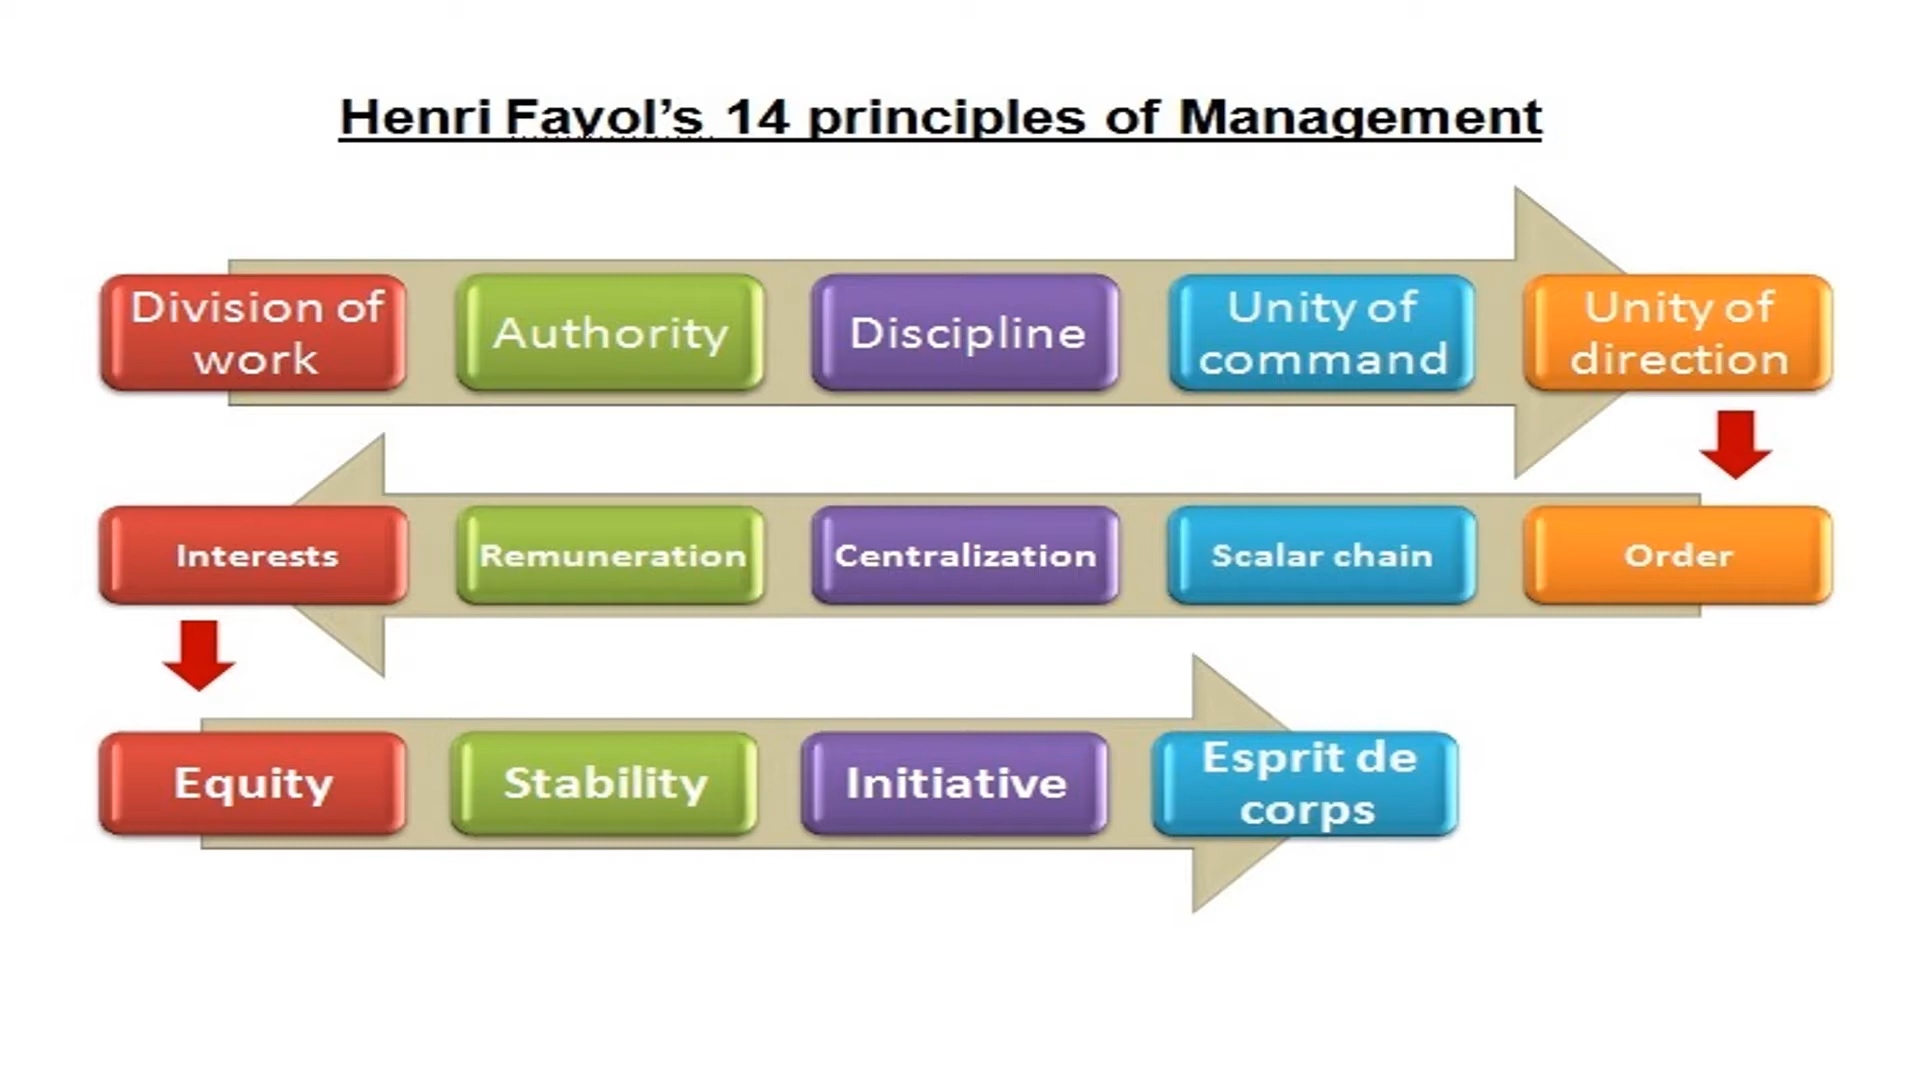 Henri Fayol's 14 principles of Management
Division of
work
Authority
Discipline
Unity of
command
Unity of
direction
Interests
Remuneration
Centralization
Scalar chain
Order
Equity
Stability
Initiative
Esprit de
corps